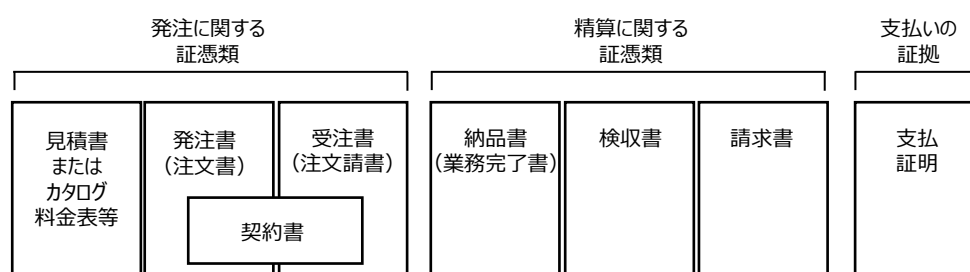 発注に関する
証憑類
精算に関する
証憑類
支払いの
証拠
見積書
または
カタログ
料金表等
発注書
（注文書）
受注書
（注文請書）
契約書
納品書
（業務完了書）
検収書
請求書
支払
証明